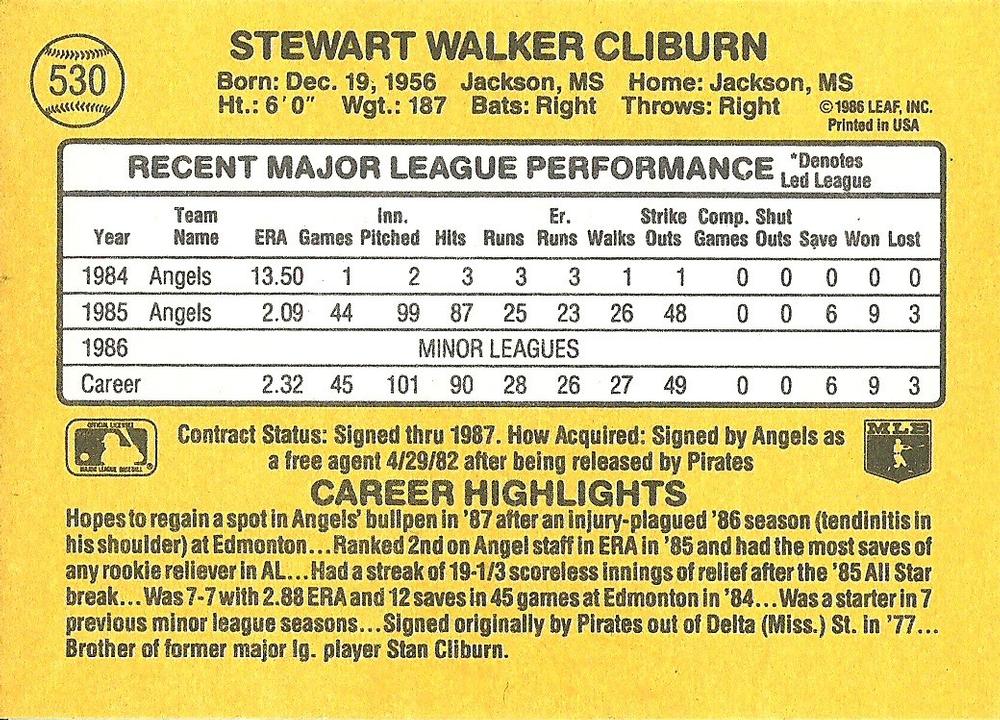 530
STEWART WALKER CLIBURN
Born: Dec. 19, 1956 Jackson, MS Home: Jackson, MS
Ht.: 6'0" Wgt.: 187 Bats: Right Throws: Right ©1986 LEAF, INC.
Printed in USA
RECENT MAJOR LEAGUE PERFORMANCE *Denotes
Led League
Team Inn. Er. Strike Comp. Shut
Year Name ERA Games Pitched Hits Runs Runs Walks Outs Games Outs Save Won Lost
1984 Angels 13.50 1 2 3 3 3 1 1 0 0 0 0 0
1985 Angels 2.09 44 99 87 25 23 26 48 0 0 6 9 3
1986 MINOR LEAGUES
Career 2.32 45 101 90 28 26 27 49 0 0 6 9 3
OFFICIAL LICENSEE
MAJOR LEAGUE BASEBALL
®
MLB
Contract Status: Signed thru 1987. How Acquired: Signed by Angels as
a free agent 4/29/82 after being released by Pirates
CAREER HIGHLIGHTS
Hopes to regain a spot in Angels' bullpen in '87 after an injury-plagued '86 season (tendinitis in
his shoulder) at Edmonton...Ranked 2nd on Angel staff in ERA in '85 and had the most saves of
any rookie reliever in AL...Had a streak of 19-1/3 scoreless innings of relief after the '85 All Star
break...Was 7-7 with 2.88 ERA and 12 saves in 45 games at Edmonton in '84...Was a starter in 7
previous minor league seasons...Signed originally by Pirates out of Delta (Miss.) St. in '77...
Brother of former major lg. player Stan Cliburn.